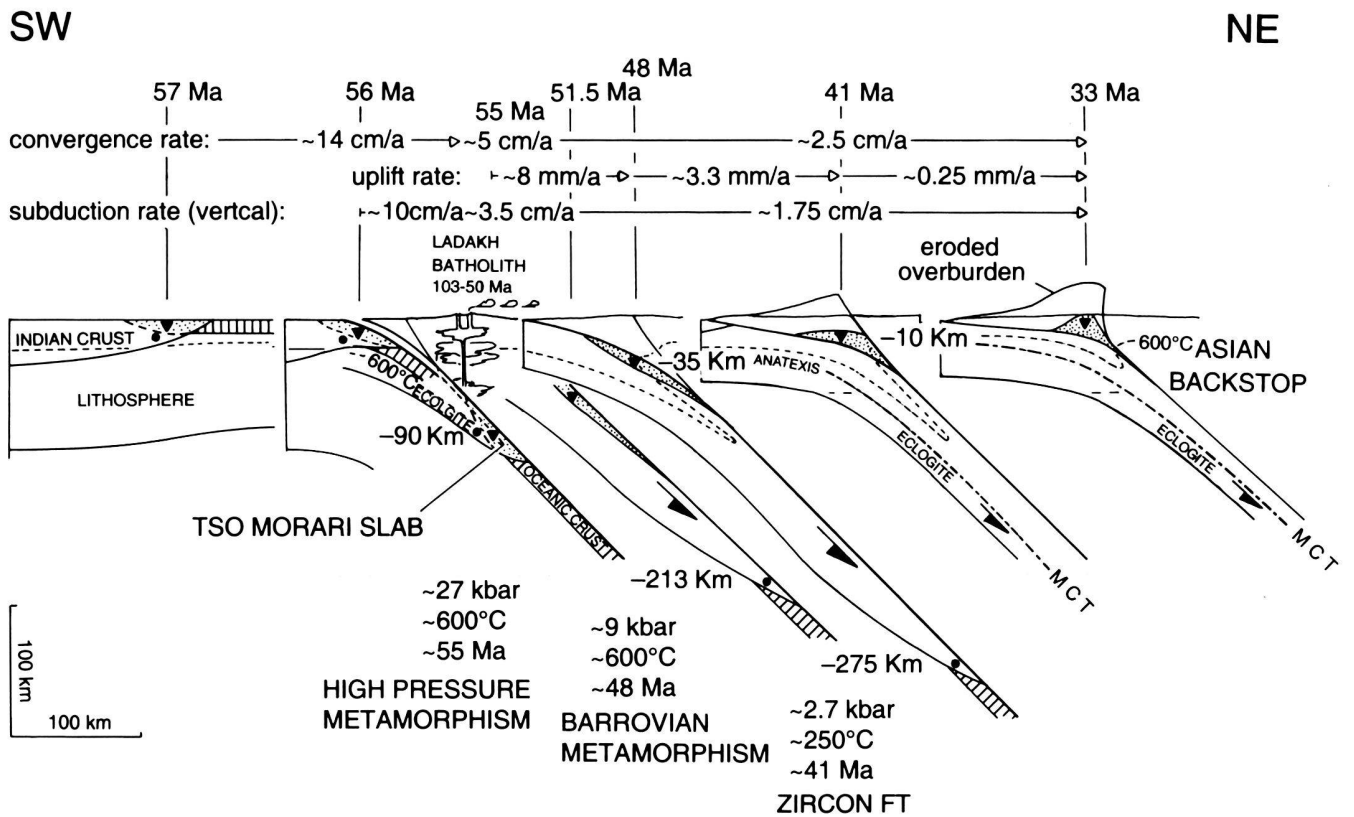 SW
NE
48 Ma
57 Ma
56 Ma
51.5 Ma
41 Ma
33 Ma
55 Ma
convergence rate:
~14 cm/a
~5 cm/a
~2.5 cm/a
uplift rate:
~8 mm/a
~3.3 mm/a
~0.25 mm/a
subduction rate (vertcal):
~10cm/a~3.5 cm/a
~1.75 cm/a
LADAKH
BATHOLITH
103-50 Ma
eroded
overburden
INDIAN CRUST
LITHOSPHERE
600°C
ECLGITE
–90 Km
OCEANIC CRUST
TSO MORARI SLAB
–35 Km
ANATEXIS
–10 Km
600°C
ASIAN
BACKSTOP
ECLOGITE
ECLOGITE
M C T
M C T
–213 Km
–275 Km
~27 kbar
~600°C
~55 Ma
HIGH PRESSURE
METAMORPHISM
~9 kbar
~600°C
~48 Ma
BARROVIAN
METAMORPHISM
~2.7 kbar
~250°C
~41 Ma
ZIRCON FT
100 km
100 km